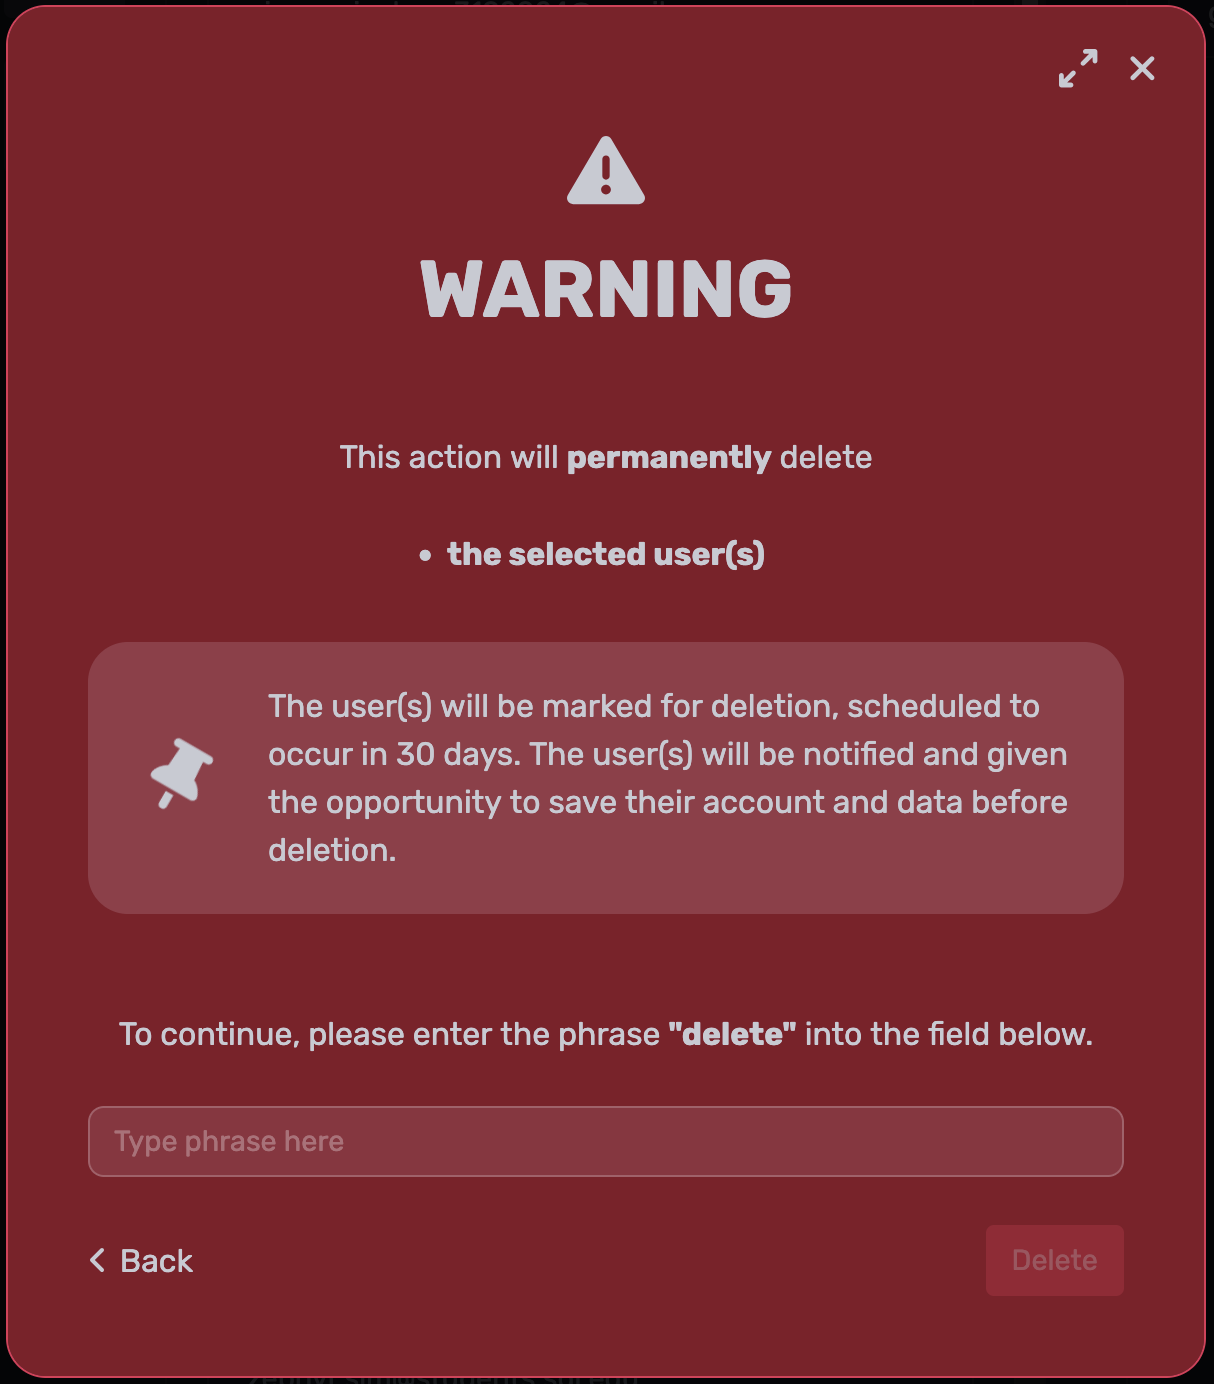 WARNING
This action will permanently delete
• the selected user(s)
The user(s) will be marked for deletion, scheduled to
occur in 30 days. The user(s) will be notified and given
the opportunity to save their account and data before
deletion.
To continue, please enter the phrase "delete" into the field below.
Type phrase here
Back
Delete